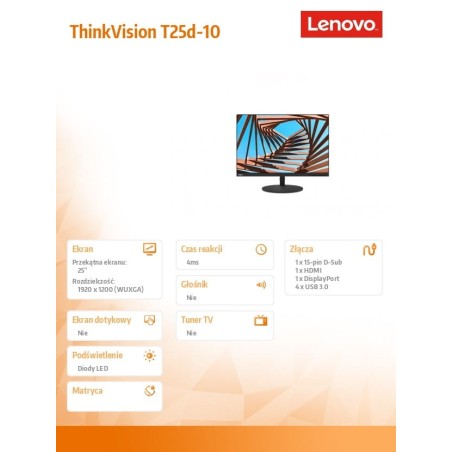 ThinkVision T25d-10
Lenovo
Ekran
Przekątna ekranu:
25"
Rozdzielczość:
1920 x 1200 (WUXGA)
Ekran dotykowy
Nie
Podświetlenie
Diody LED
Matryca
Czas reakcji
4ms
Głośnik
Nie
Tuner TV
Nie
Złącza
1 x 15-pin D-Sub
1 x HDMI
1 x DisplayPort
4 x USB 3.0